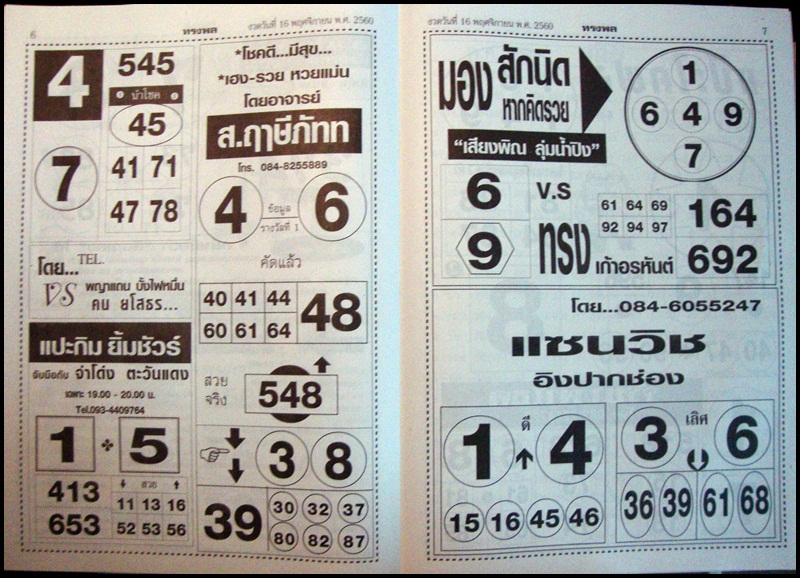 6
ทรงพล
งวดวันที่ 16 พฤศจิกายน พ.ศ. 2560
4
545
นำโชค
45
7
41 71
47 78
โดย... TEL.
VS พญาแถน บั้งไฟหมื่น
คน ยโสธร...
แปะกิม ยิ้มชัวร์
จับมือกับ จ่าโด่ง ตะวันแดง
เฉพาะ 19.00 - 20.00 น.
Tel.093-4409764
1 5
413
653
สวย
11 13 16
52 53 56
*โชคดี...มีสุข...
*เฮง-รวย หวยแม่น
โดยอาจารย์
ส.ฤาษีภัทท
โทร. 084-8255889
4 6
ข้อมูล
รางวัลที่ 1
คัดแล้ว
40 41 44
60 61 64
48
สวย
จริง
548
3 8
39
30 32 37
80 82 87
งวดวันที่ 16 พฤศจิกายน พ.ศ. 2560
ทรงพล
7
มอง สักนิด
หากคิดรวย
"เสียงพิณ ลุ่มน้ำปิง"
1
6 4 9
7
6
9
V.S
ทรง
61 64 69
92 94 97
เก้าอรหันต์
164
692
โดย...084-6055247
แซนวิช
อิงปากช่อง
1 ดี 4
15 16 45 46
3 เลิศ 6
36 39 61 68